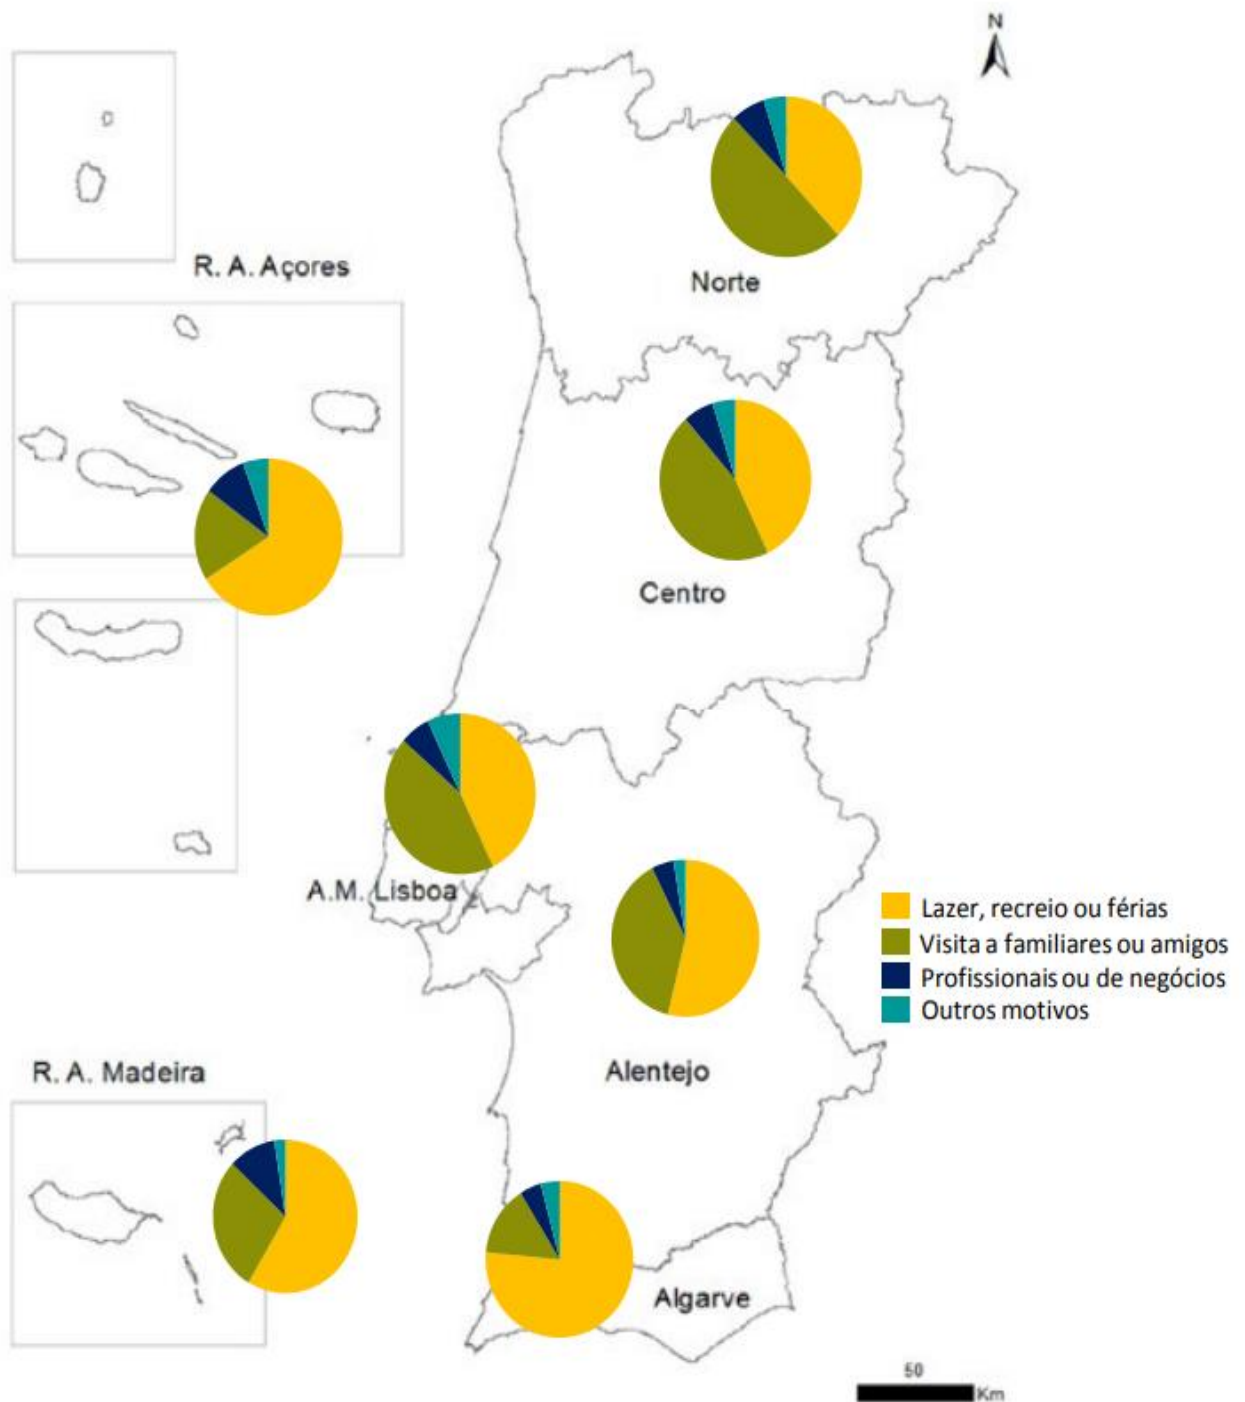 N
R. A. Açores
Norte
Centro
A.M. Lisboa
Lazer, recreio ou férias
Visita a familiares ou amigos
Profissionais ou de negócios
Outros motivos
R. A. Madeira
Alentejo
Algarve
50
Km